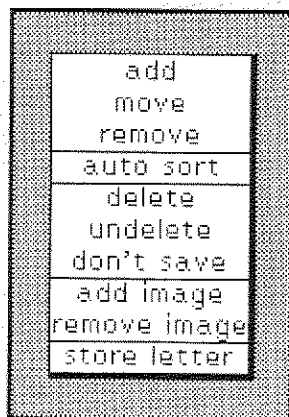 add
move
remove
auto sort
delete
undelete
don't save
add image
remove image
store letter